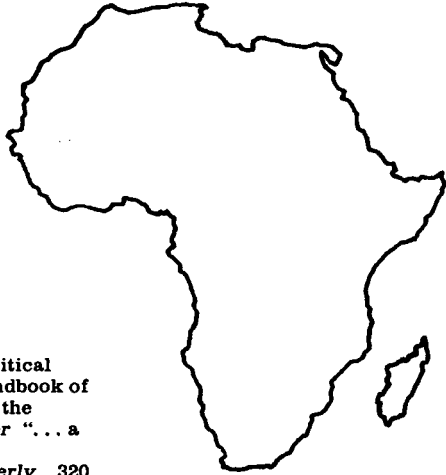 itical
ndbook of
the
r “... a
erly. 320